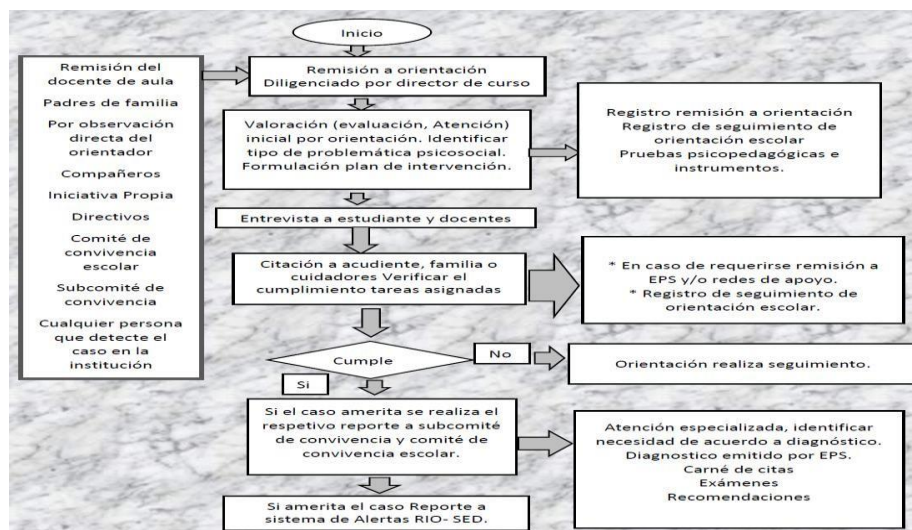 Inicio
Remisión del
docente de aula
Padres de familia
Por observación
directa del
orientador
Compañeros
Iniciativa Propia
Directivos
Comité de
convivencia
escolar
Subcomité de
convivencia
Cualquier persona
que detecte el
caso en la
institución
Remisión a orientación
Diligenciado por director de curso
Valoración (evaluación, Atención)
inicial por orientación. Identificar
tipo de problemática psicosocial.
Formulación plan de intervención.
Registro remisión a orientación
Registro de seguimiento de
orientación escolar
Pruebas psicopedagógicas e
instrumentos.
Entrevista a estudiante y docentes
Citación a acudiente, familia o
cuidadores Verificar el
cumplimiento tareas asignadas
* En caso de requerirse remisión a
EPS y/o redes de apoyo.
* Registro de seguimiento de
orientación escolar.
Cumple
No
Orientación realiza seguimiento.
Si
Si el caso amerita se realiza el
respetivo reporte a subcomité
de convivencia y comité de
convivencia escolar.
Atención especializada, identificar
necesidad de acuerdo a diagnóstico.
Diagnostico emitido por EPS.
Carné de citas
Exámenes
Recomendaciones
Si amerita el caso Reporte a
sistema de Alertas RIO- SED.